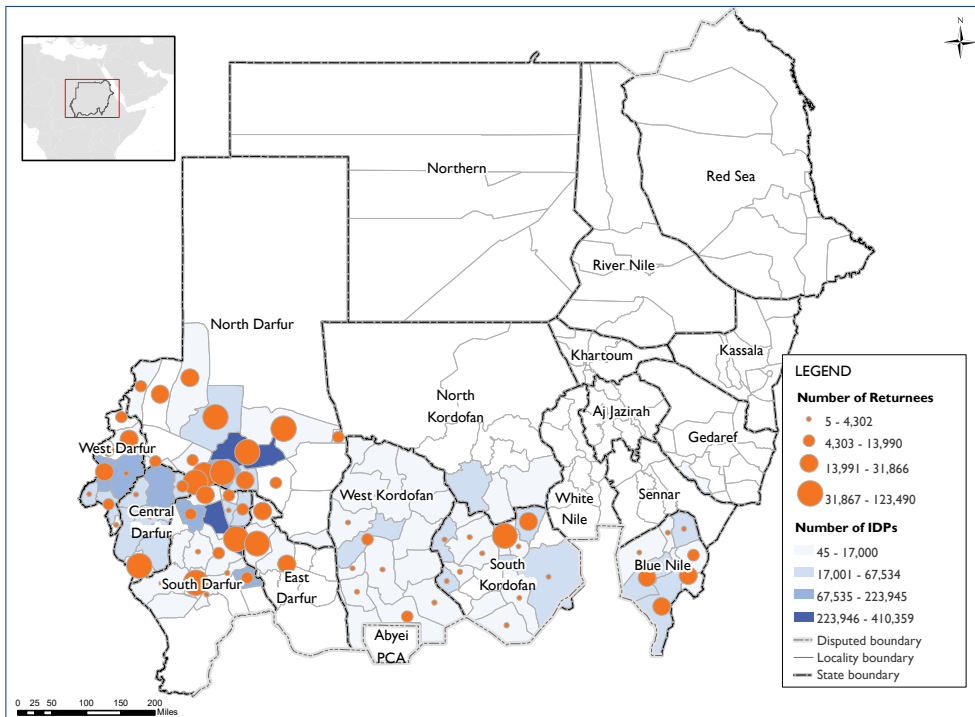 N
Northern
Red Sea
River Nile
North Darfur
Khartoum
Kassala
North
Kordofan
Aj Jazirah
Gedaref
West Darfur
West Kordofan
White
Nile
Sennar
Central
Darfur
South
Kordofan
Blue Nile
South Darfur
East
Darfur
Abyei
PCA
LEGEND
Number of Returnees
5 - 4,302
4,303 - 13,990
13,991 - 31,866
31,867 - 123,490
Number of IDPs
45 - 17,000
17,001 - 67,534
67,535 - 223,945
223,946 - 410,359
Disputed boundary
Locality boundary
State boundary
0 25 50 100 150 200
Miles